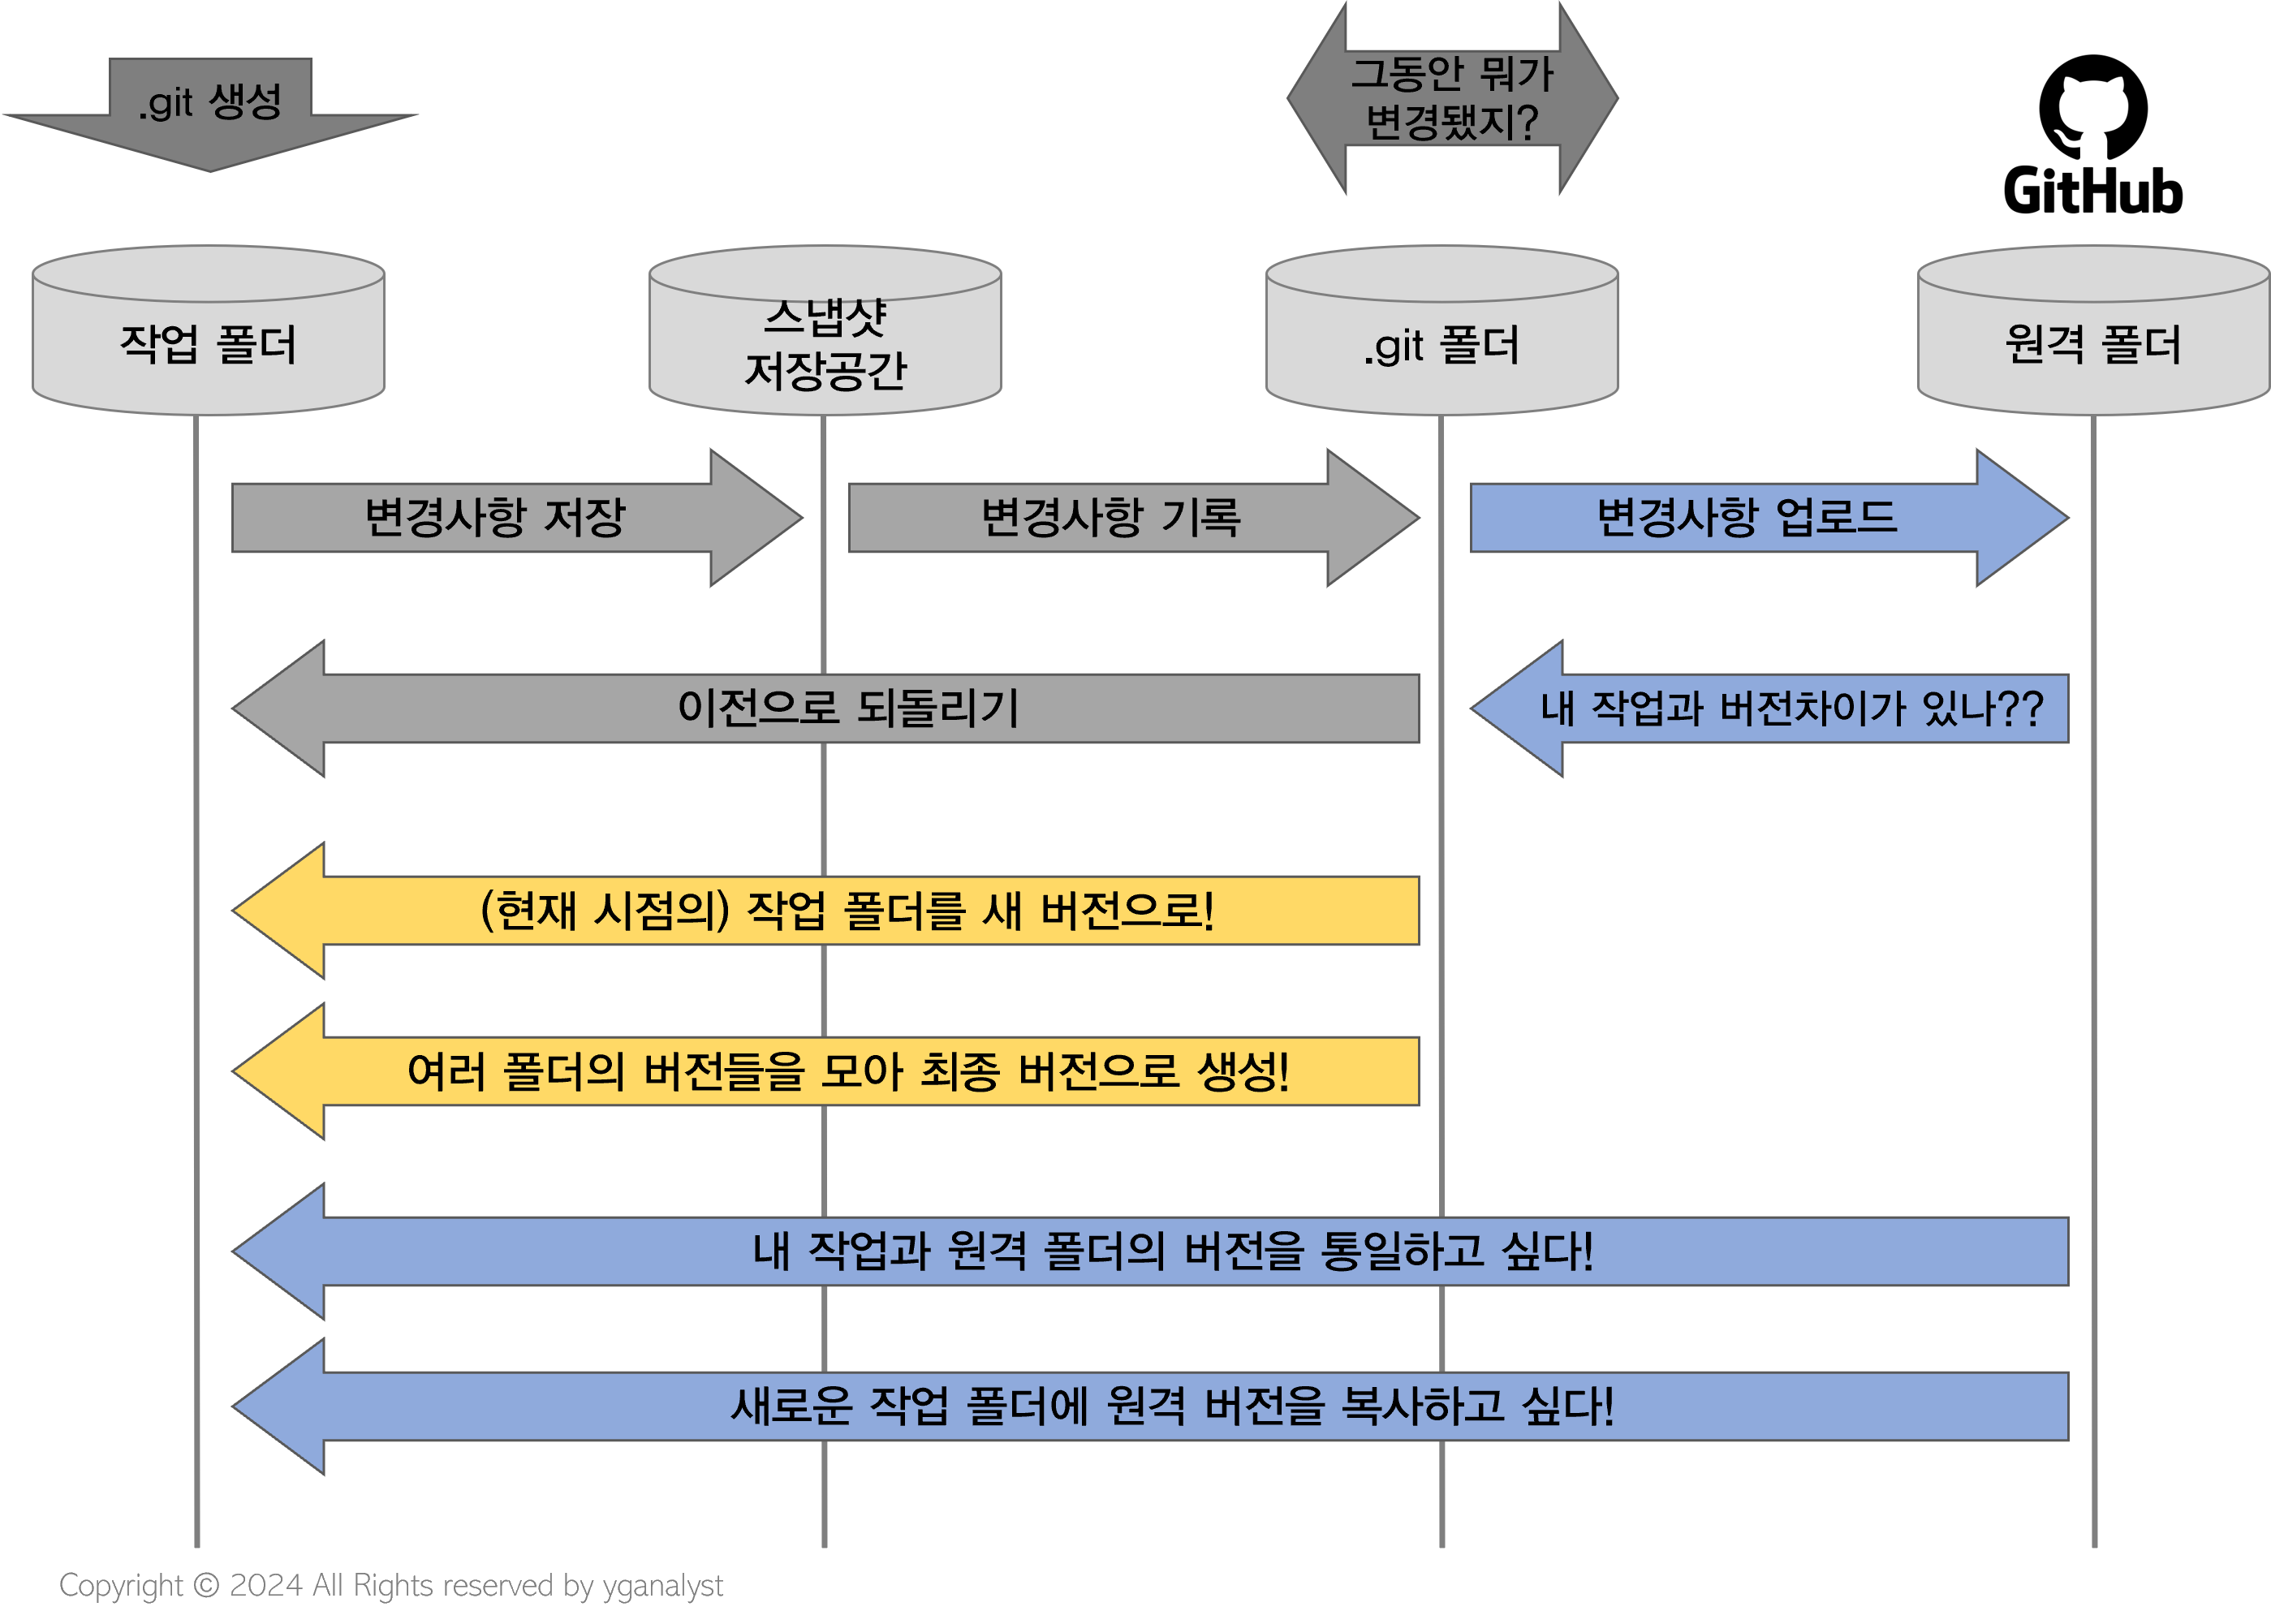 .git 생성
그동안 뭐가
변경됐지?
GitHub
작업 폴더
스냅샷
저장공간
.git 폴더
원격 폴더
변경사항 저장
변경사항 기록
변경사항 업로드
이전으로 되돌리기
내 작업과 버전차이가 있나??
(현재 시점의) 작업 폴더를 새 버전으로!
여러 폴더의 버전들을 모아 최종 버전으로 생성!
내 작업과 원격 폴더의 버전을 통일하고 싶다!
새로운 작업 폴더에 원격 버전을 복사하고 싶다!
Copyright © 2024 All Rights reserved by yganalyst